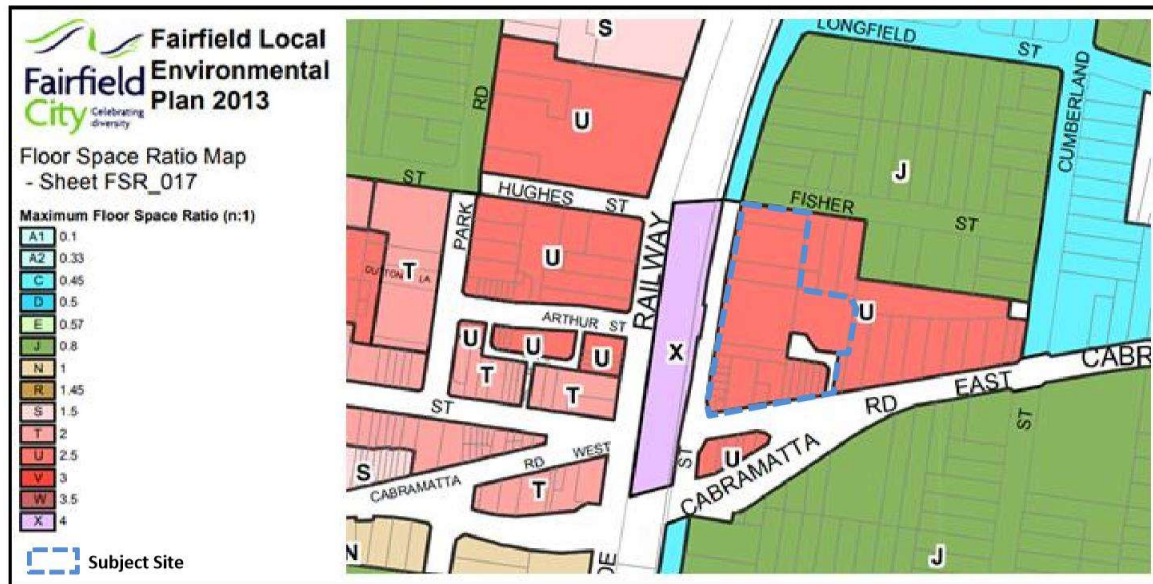 Fairfield
City
Celebrating
diversity
Fairfield Local
Environmental
Plan 2013
Floor Space Ratio Map
- Sheet FSR_017
Maximum Floor Space Ratio (n:1)
A1 0.1
A2 0.33
C 0.45
D 0.5
E 0.57
J 0.8
N 1
R 1.45
S 1.5
T 2
U 2.5
V 3
W 3.5
X 4
Subject Site
S
LONGFIELD
ST
CUMBERLAND
RD
U
J
ST
HUGHES
ST
FISHER
ST
PARK
RAILWAY
T
LA
U
U
ARTHUR ST
U
U
U
X
T
T
ST
RD
EAST
CABR
ST
S
RD
WEST
CABRAMATTA
T
ST
U
CABRAMATTA
N
DE
J